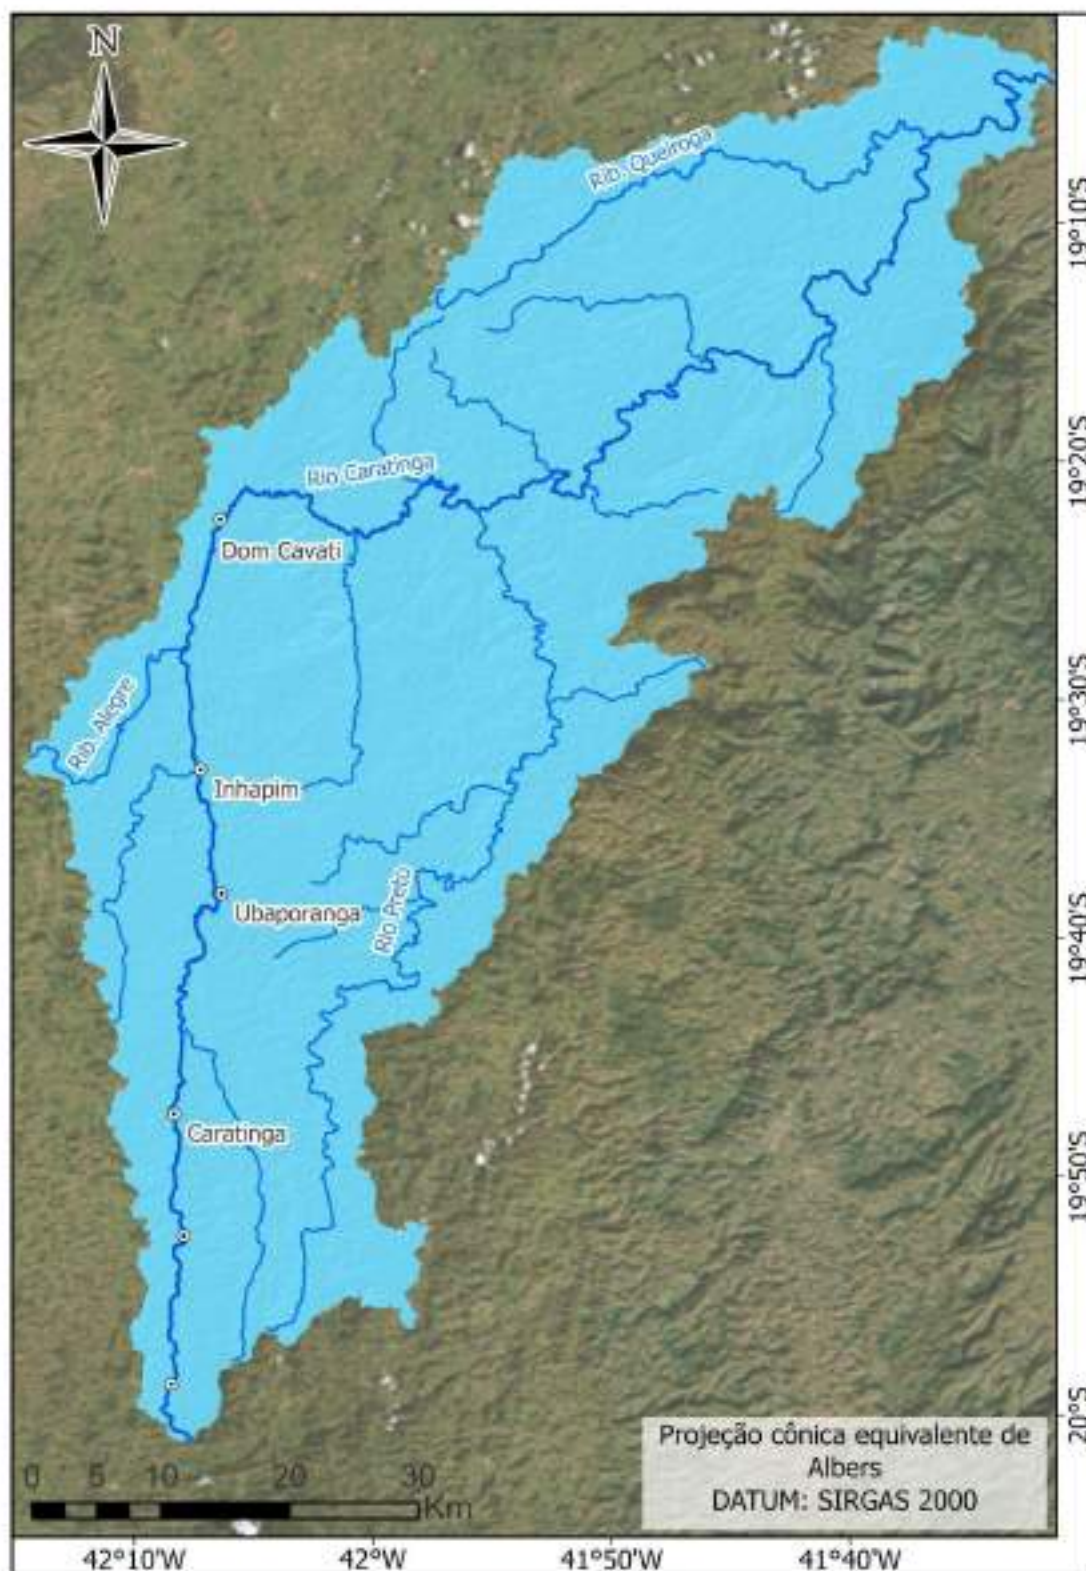 N
Rib. Queiroga
19°10'S
Rio Caratinga
19°20'S
Dom Cavati
Rib. Alegre
19°30'S
Inhapim
Ubaporanga
Rio Preto
19°40'S
Caratinga
19°50'S
20°S
Projeção cônica equivalente de
Albers
DATUM: SIRGAS 2000
0 5 10 20 30
Km
42°10'W 42°W 41°50'W 41°40'W